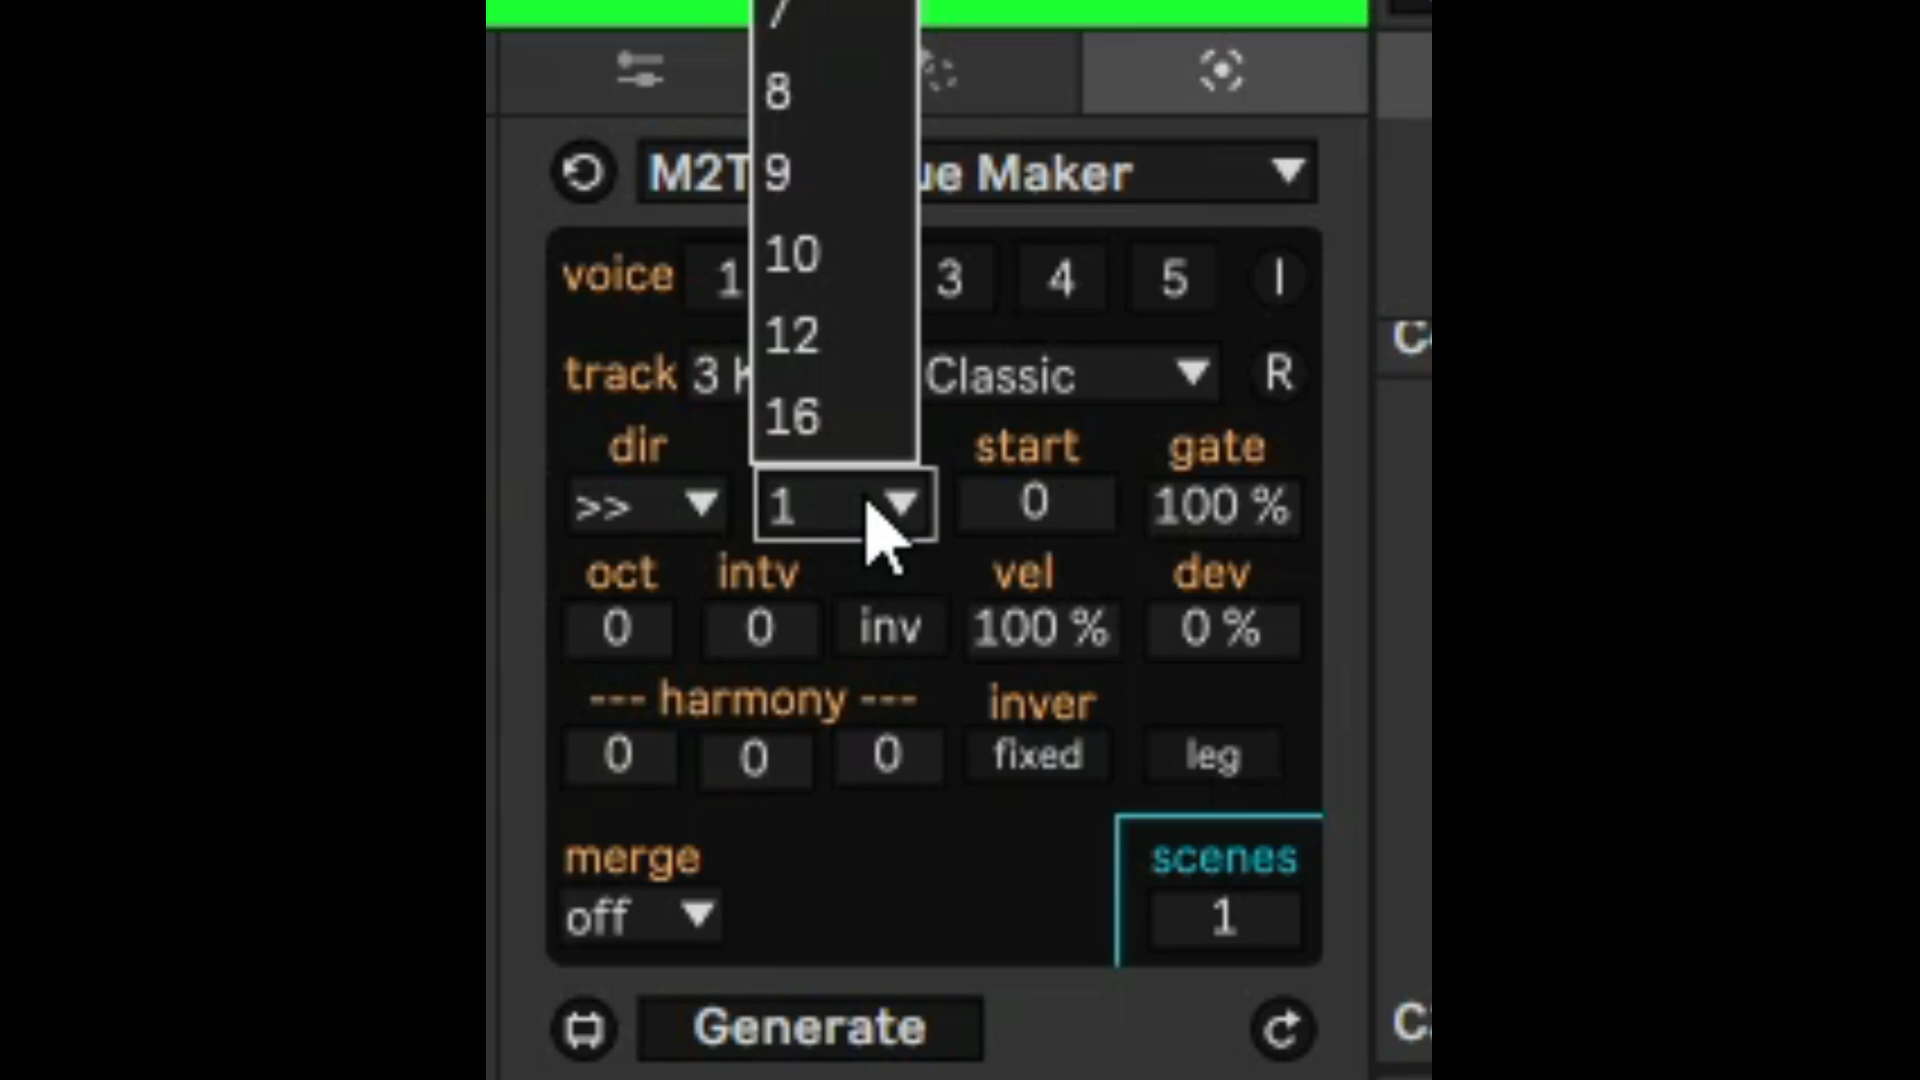 7
8
M2T ue Maker
9
voice 1 10 3 4 5 I
12
track 3 Classic R
16
dir start gate
>> 1 0 100 %
oct intv vel dev
0 0 inv 100 % 0 %
--- harmony --- inver
0 0 0 fixed leg
merge scenes
off 1
Generate